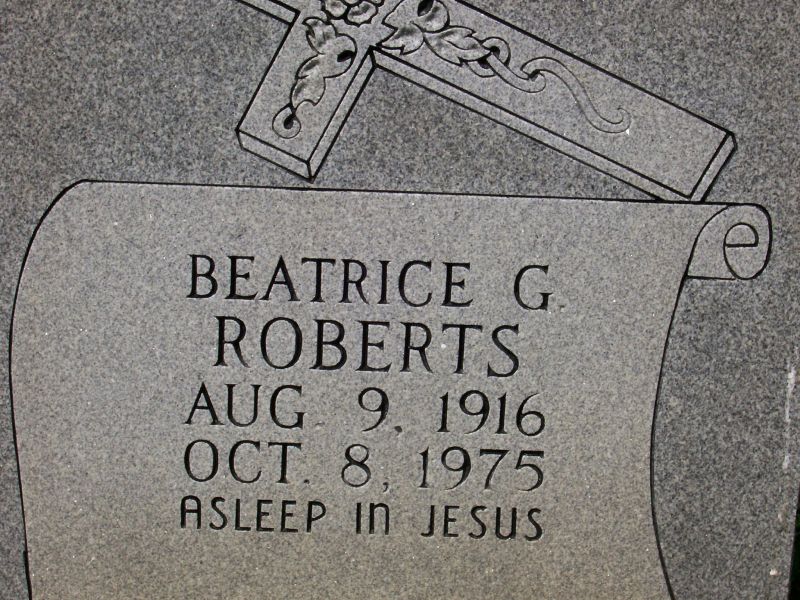 BEATRICE G.
ROBERTS
AUG. 9, 1916
OCT. 8, 1975
ASLEEP IN JESUS